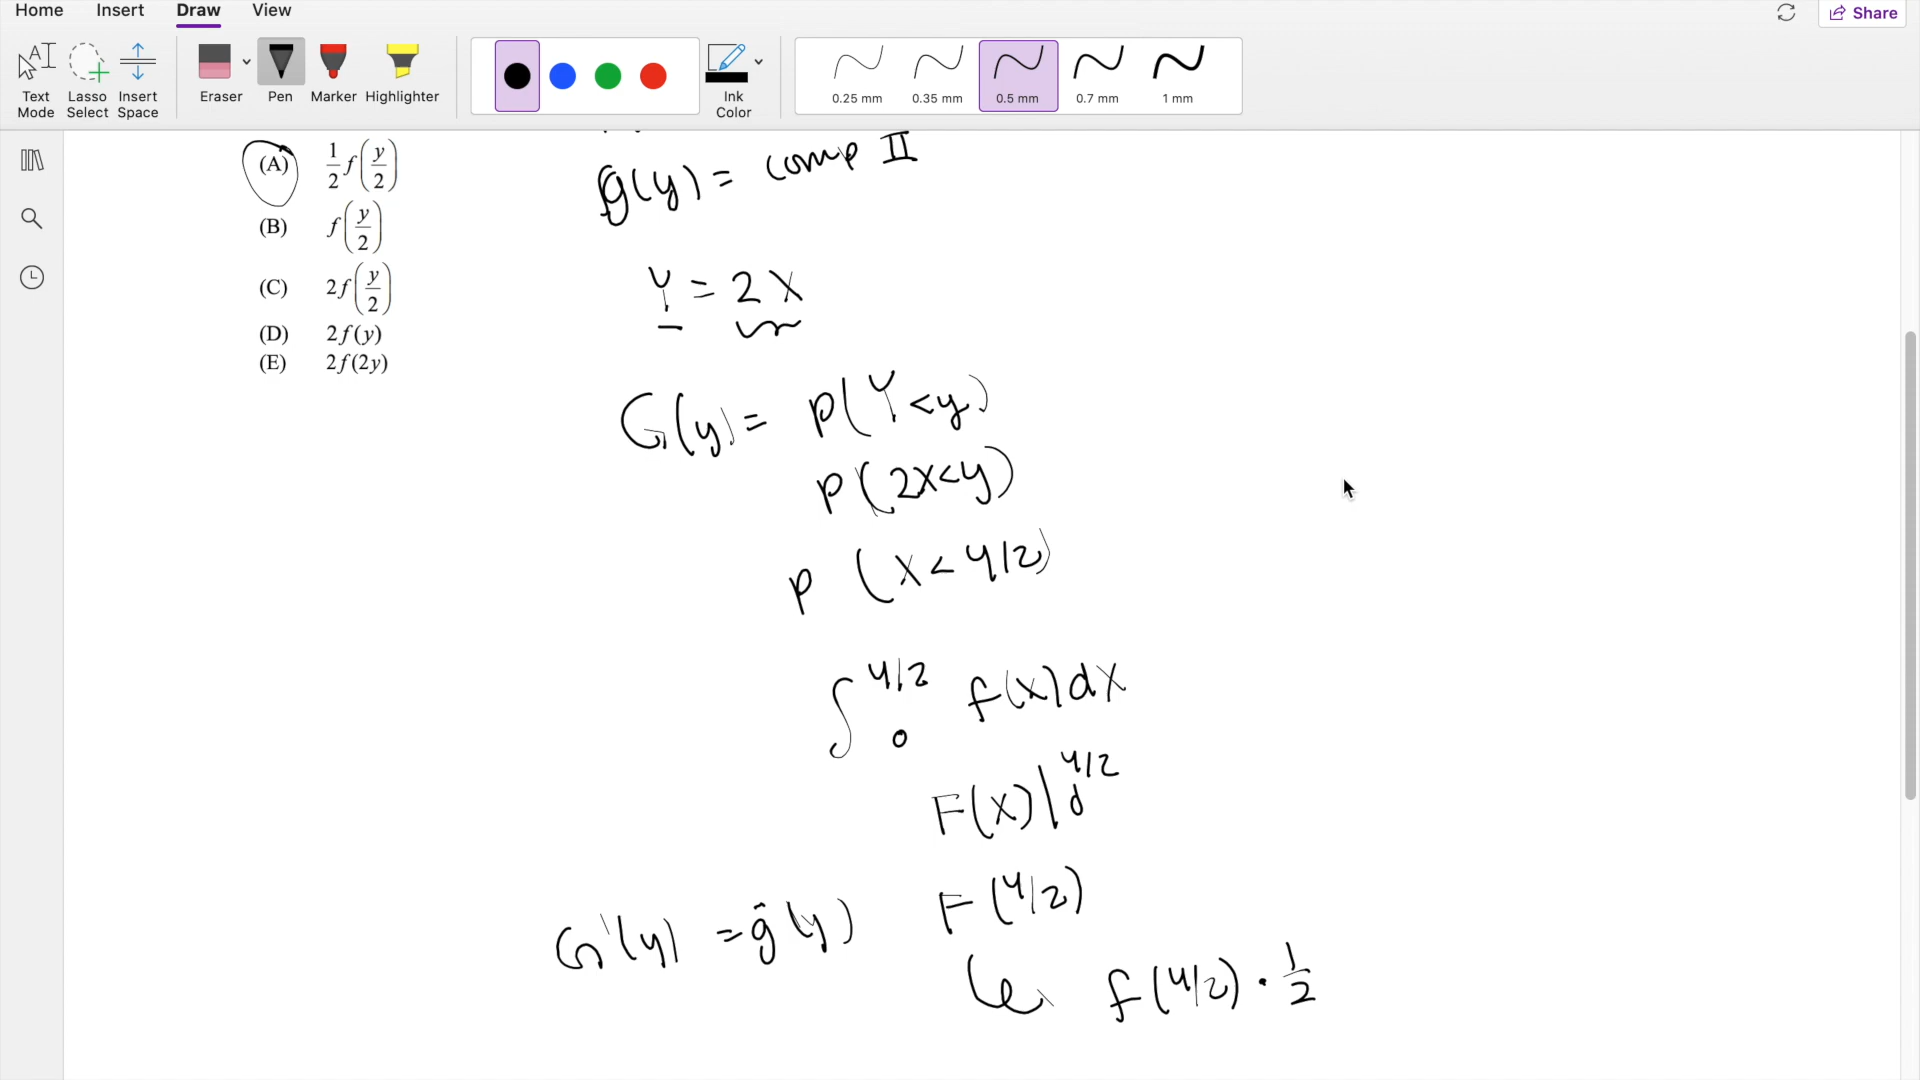 Home Insert Draw View Share
Text Mode Lasso Select Insert Space Eraser Pen Marker Highlighter Ink Color 0.25 mm 0.35 mm 0.5 mm 0.7 mm 1 mm
(A) 1/2 f(y/2)
(B) f(y/2)
(C) 2f(y/2)
(D) 2f(y)
(E) 2f(2y)
g(y) = comp II
Y = 2X
G(y) = P(Y<y)
P(2X<y)
P (X<y/2)
∫_0^{y/2} f(x)dx
F(x)|_0^{y/2}
F(y/2)
G'(y) = g(y)
f(y/2) · 1/2